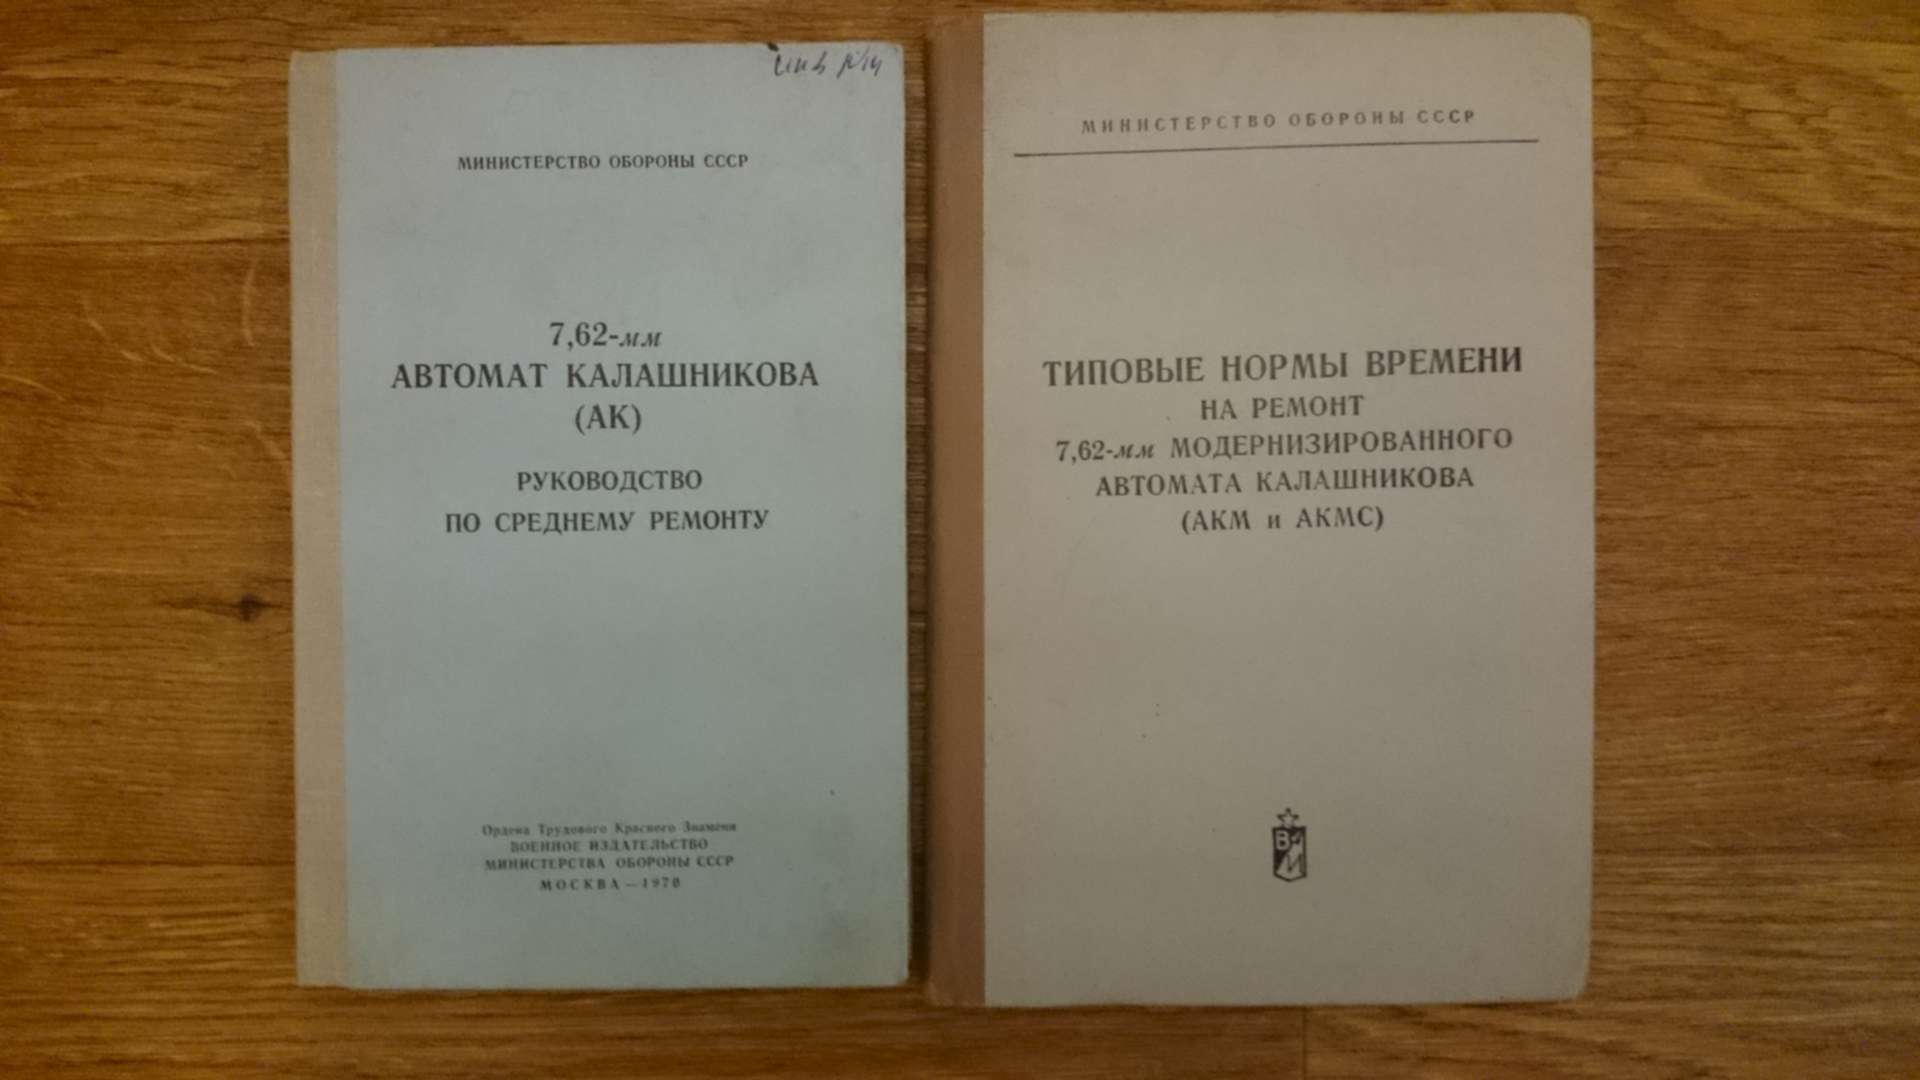 МИНИСТЕРСТВО ОБОРОНЫ СССР
7,62-мм
АВТОМАТ КАЛАШНИКОВА
(АК)
РУКОВОДСТВО
ПО СРЕДНЕМУ РЕМОНТУ
Ордена Трудового Красного Знамени
ВОЕННОЕ ИЗДАТЕЛЬСТВО
МИНИСТЕРСТВА ОБОРОНЫ СССР
МОСКВА — 1970
МИНИСТЕРСТВО ОБОРОНЫ СССР
ТИПОВЫЕ НОРМЫ ВРЕМЕНИ
НА РЕМОНТ
7,62-мм МОДЕРНИЗИРОВАННОГО
АВТОМАТА КАЛАШНИКОВА
(АКМ и АКМС)
В И